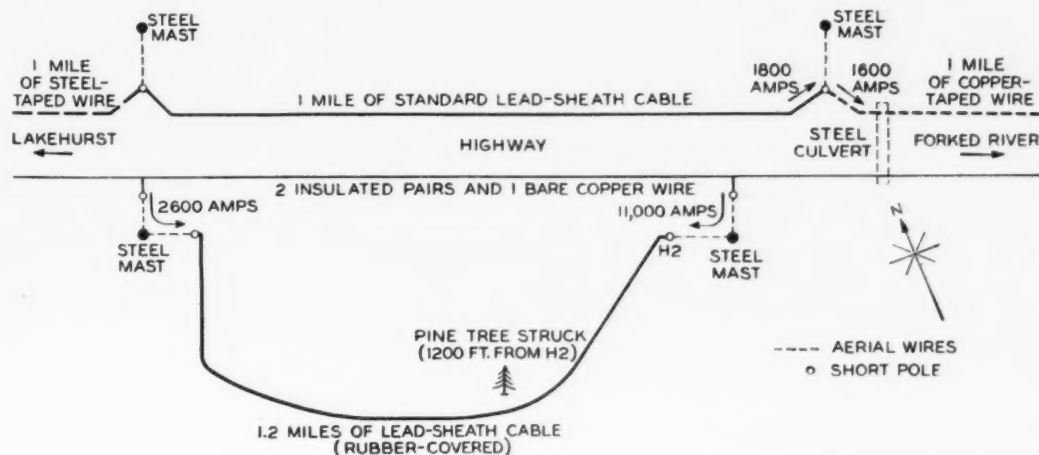 STEEL
MAST
STEEL
MAST
1 MILE
OF STEEL-
TAPED WIRE
1 MILE OF STANDARD LEAD-SHEATH CABLE
1800
AMPS
1600
AMPS
1 MILE
OF COPPER-
TAPED WIRE
LAKEHURST
HIGHWAY
STEEL
CULVERT
FORKED RIVER
2 INSULATED PAIRS AND 1 BARE COPPER WIRE
2600 AMPS
11,000 AMPS
STEEL
MAST
H2
STEEL
MAST
N
PINE TREE STRUCK
(1200 FT. FROM H2)
AERIAL WIRES
SHORT POLE
1.2 MILES OF LEAD-SHEATH CABLE
(RUBBER-COVERED)